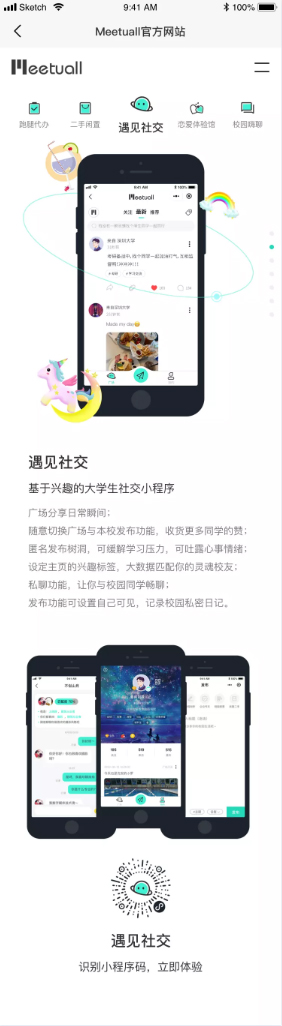 Sketch
9:41 AM
100%
Meetuall官方网站
Meetuall
跑腿代办
二手闲置
遇见社交
恋爱体验馆
校园嗨聊
Meetuall
关注
推荐
遇见社交
基于兴趣的大学生社交小程序
广场分享日常瞬间；
随意切换广场与本校发布功能，收货更多同学的赞；
匿名发布树洞，可缓解学习压力，可吐露心事情绪；
设定主页的兴趣标签，大数据匹配你的灵魂校友；
私聊功能，让你与校园同学畅聊；
发布功能可设置自己可见，记录校园私密日记。
遇见社交
识别小程序码，立即体验